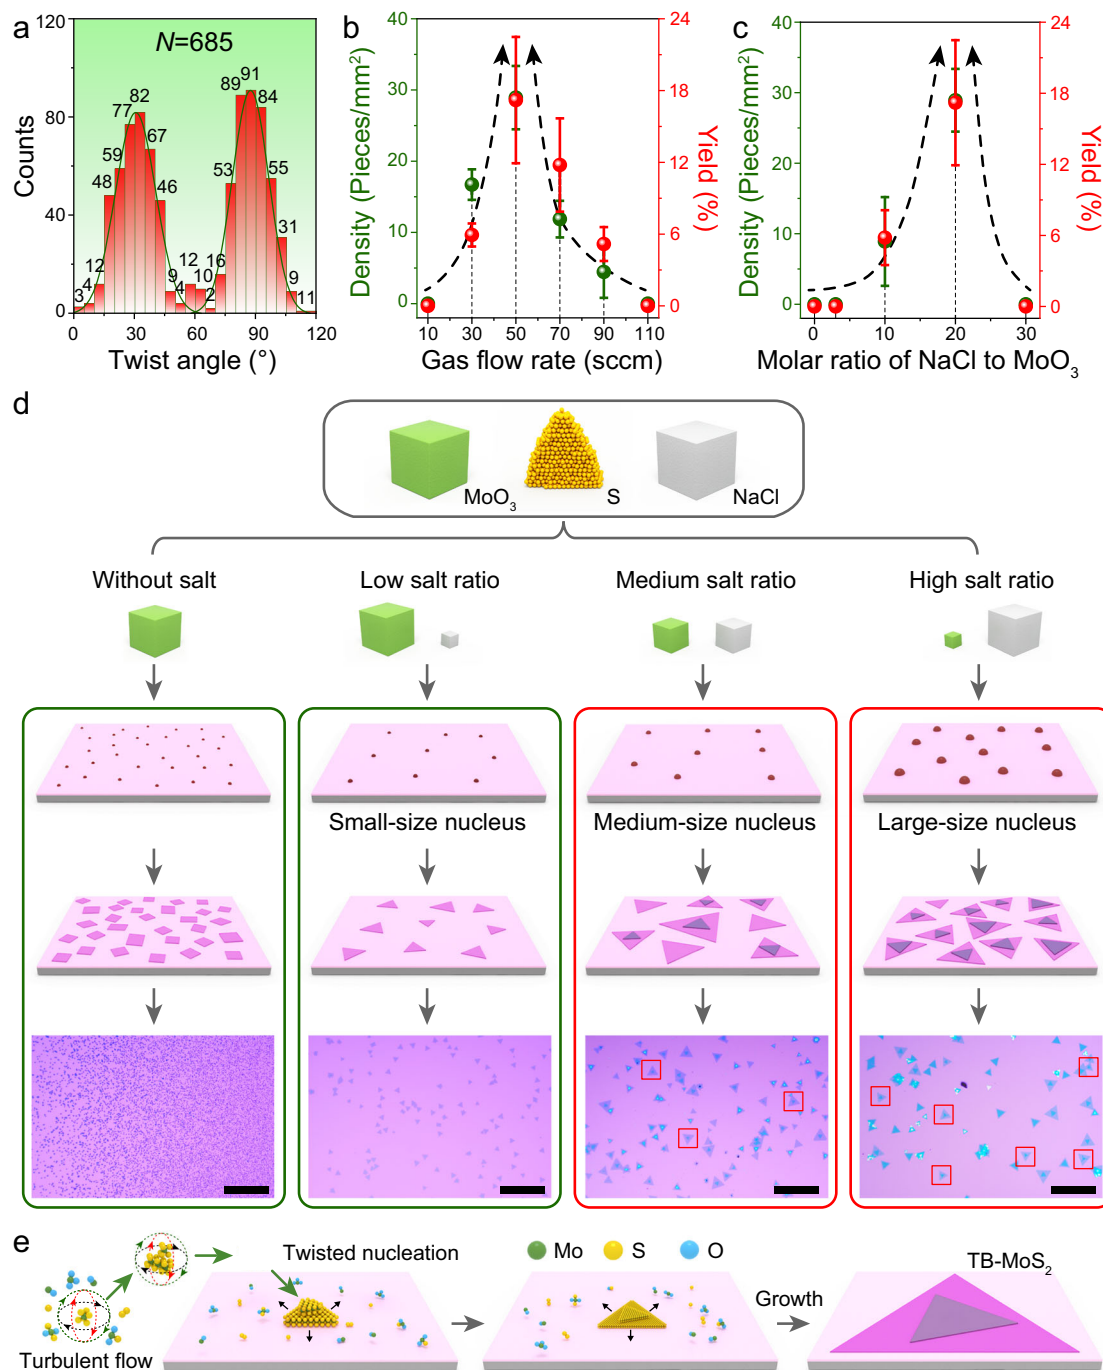 a
N=685
Counts
120
80
40
0
3
4
12
48
59
77
82
67
46
9
4
12
10
2
16
53
89
91
84
55
31
9
11
0
30
60
90
120
Twist angle (°)
b
Density (Pieces/mm²)
40
30
20
10
0
24
18
12
6
0
Yield (%)
10
30
50
70
90
110
Gas flow rate (sccm)
c
Density (Pieces/mm²)
40
30
20
10
0
24
18
12
6
0
Yield (%)
0
10
20
30
Molar ratio of NaCl to MoO₃
d
MoO₃
S
NaCl
Without salt
Low salt ratio
Medium salt ratio
High salt ratio
Small-size nucleus
Medium-size nucleus
Large-size nucleus
e
Turbulent flow
Twisted nucleation
Mo
S
O
Growth
TB-MoS₂